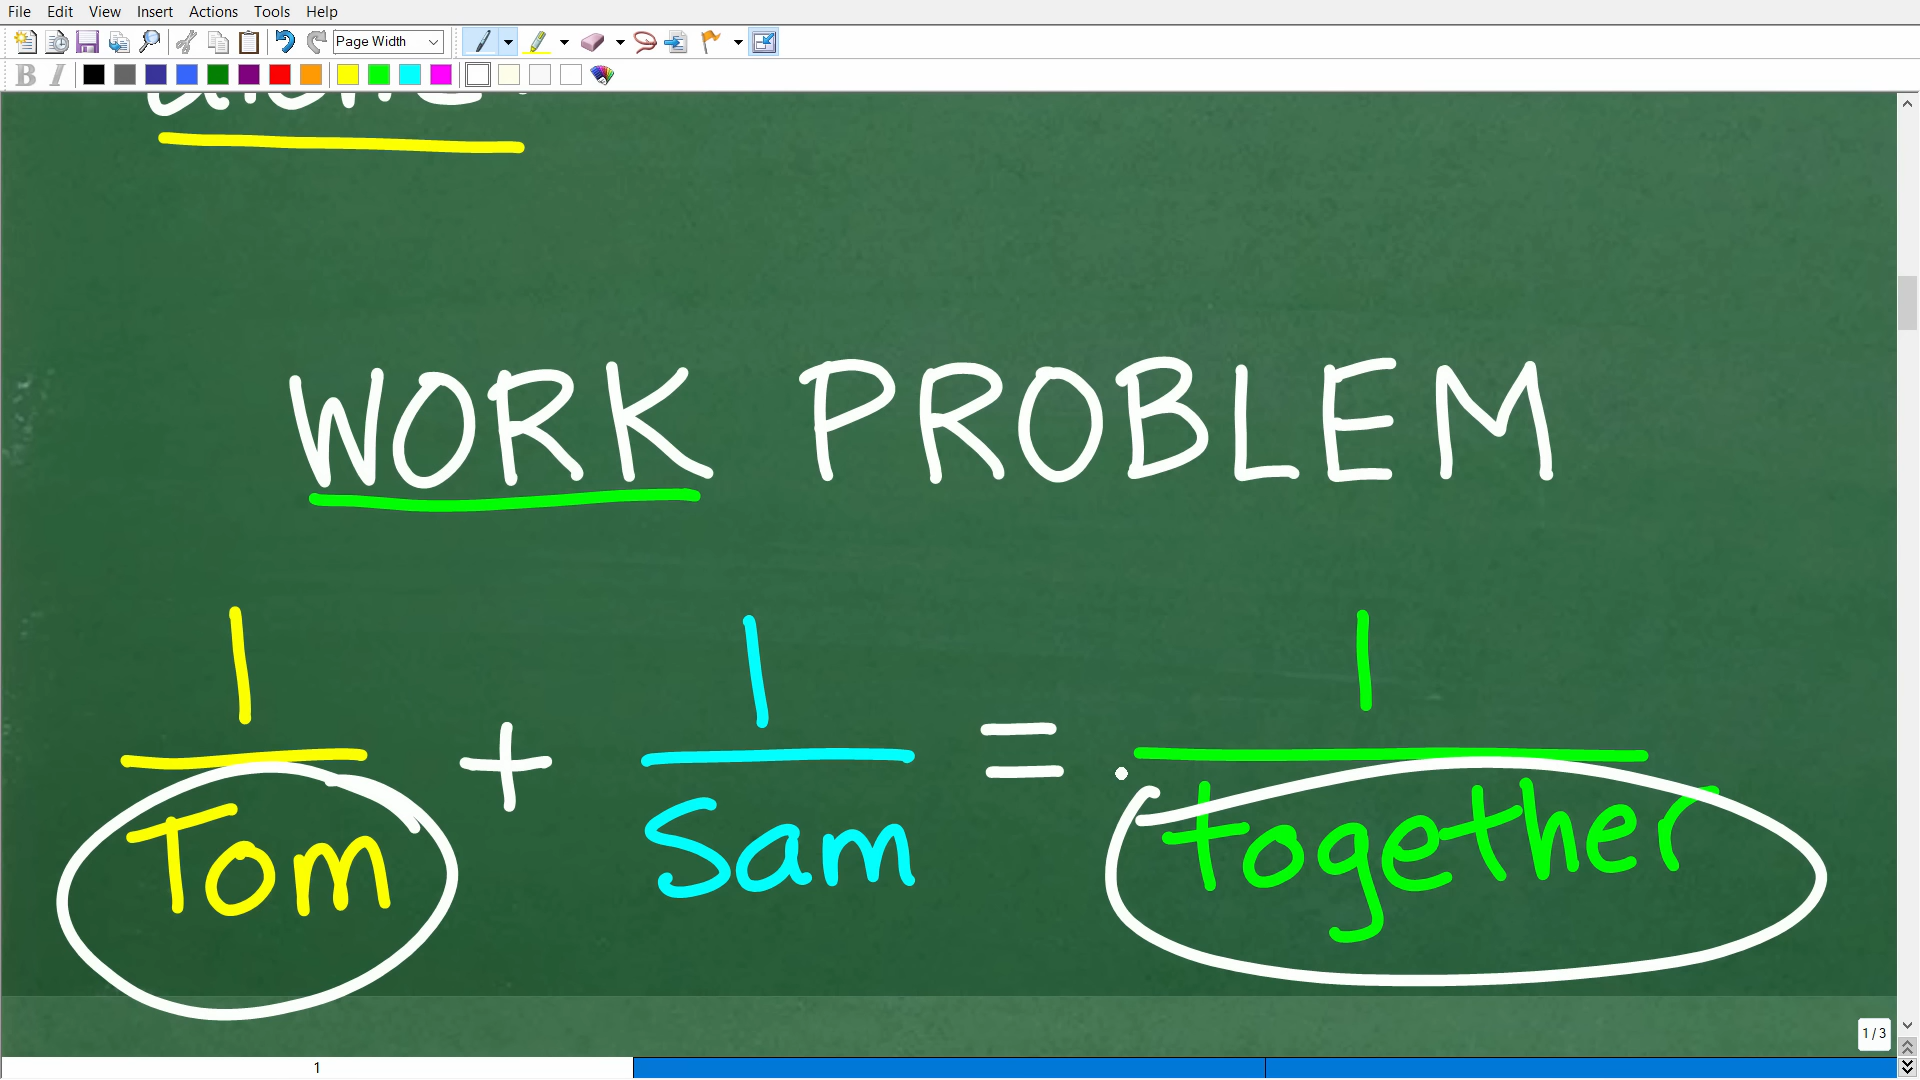 File Edit View Insert Actions Tools Help
Page Width
B I
WORK PROBLEM
1 + 1 = 1
Tom Sam together
1 / 3
1